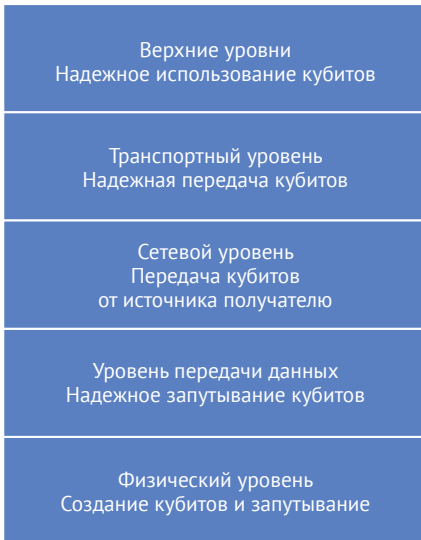 Верхние уровни
Надежное использование кубитов
Транспортный уровень
Надежная передача кубитов
Сетевой уровень
Передача кубитов
от источника получателю
Уровень передачи данных
Надежное запутывание кубитов
Физический уровень
Создание кубитов и запутывание